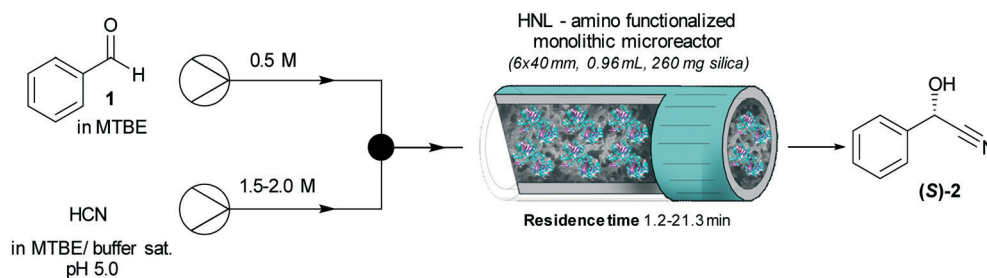 HNL - amino functionalized
monolithic microreactor
(6x40 mm, 0.96 mL, 260 mg silica)
O
H
1
in MTBE
0.5 M
1.5-2.0 M
HCN
in MTBE/ buffer sat.
pH 5.0
Residence time 1.2-21.3 min
OH
N
(S)-2